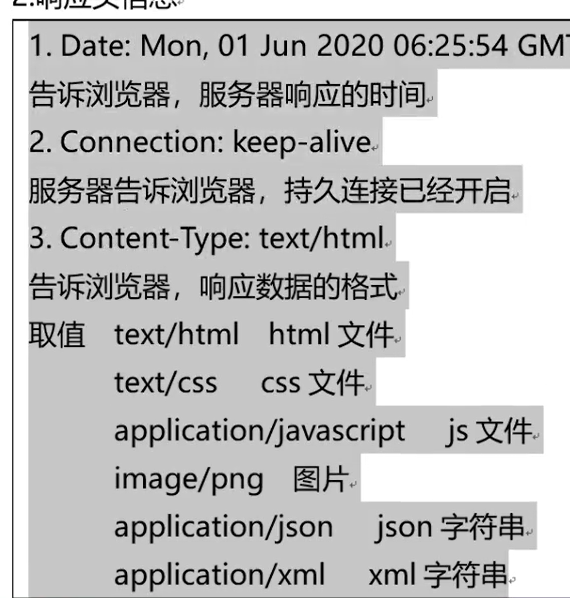 2.响应头信息
1. Date: Mon, 01 Jun 2020 06:25:54 GMT
告诉浏览器，服务器响应的时间
2. Connection: keep-alive
服务器告诉浏览器，持久连接已经开启
3. Content-Type: text/html
告诉浏览器，响应数据的格式
取值 text/html html 文件
text/css css 文件
application/javascript js 文件
image/png 图片
application/json json 字符串
application/xml xml 字符串